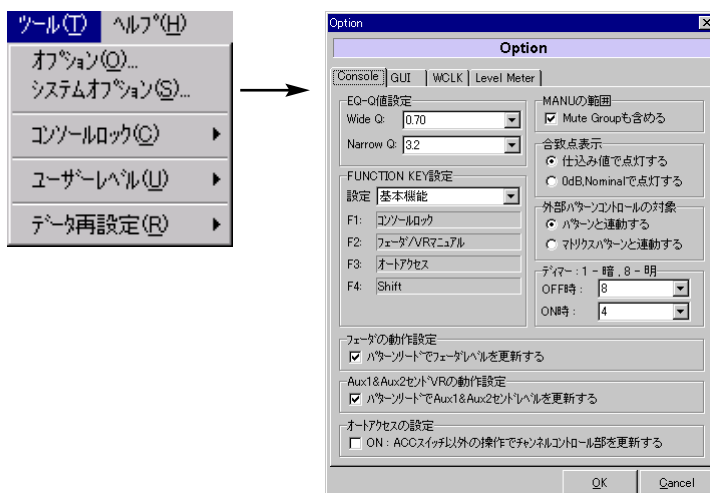 ツール(T) ヘルプ(H)
オプション(O)...
システムオプション(S)...
コンソールロック(C)
ユーザーレベル(U)
データ再設定(R)
Option
Option
Console GUI WCLK Level Meter
EQ-Q値設定
Wide Q: 0.70
Narrow Q: 3.2
FUNCTION KEY設定
設定 基本機能
F1: コンソールロック
F2: フェーダ/VRマニュアル
F3: オートアクセス
F4: Shift
MANUの範囲
Mute Groupも含める
合致点表示
仕込み値で点灯する
0dB,Nominalで点灯する
外部パターンコントロールの対象
パターンと連動する
マトリクスパターンと連動する
ディマー:1-暗,8-明
OFF時: 8
ON時: 4
フェーダの動作設定
パターンリードでフェーダレベルを更新する
Aux1&Aux2センドVRの動作設定
パターンリードでAux1&Aux2センドレベルを更新する
オートアクセスの設定
ON:ACCスイッチ以外の操作でチャンネルコントロール部を更新する
OK Cancel